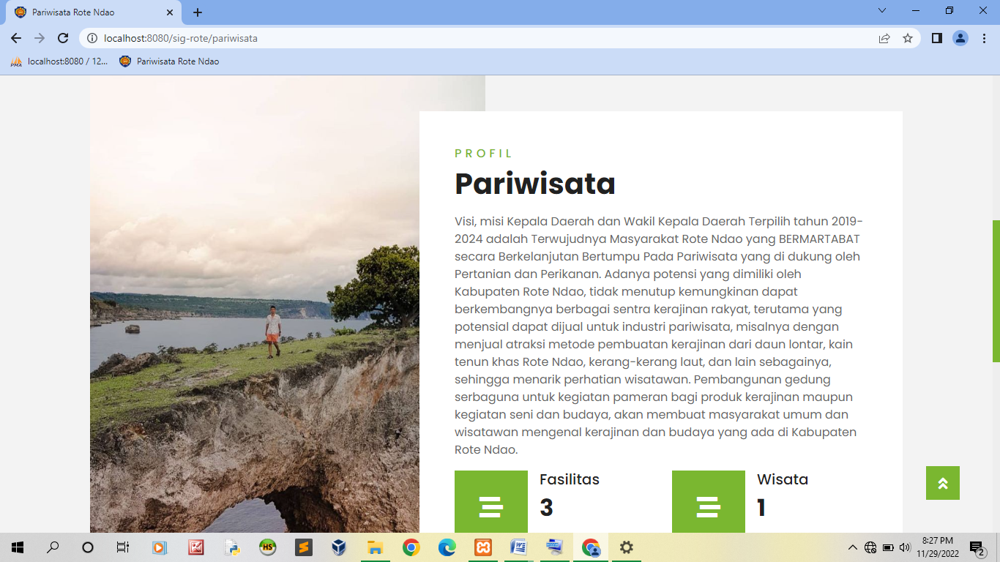 Pariwisata Rote Ndao
localhost:8080/sig-rote/pariwisata
localhost:8080 / 12...
Pariwisata Rote Ndao
PROFIL
Pariwisata
Visi, misi Kepala Daerah dan Wakil Kepala Daerah Terpilih tahun 2019-
2024 adalah Terwujudnya Masyarakat Rote Ndao yang BERMARTABAT
secara Berkelanjutan Bertumpu Pada Pariwisata yang di dukung oleh
Pertanian dan Perikanan. Adanya potensi yang dimiliki oleh
Kabupaten Rote Ndao, tidak menutup kemungkinan dapat
berkembangnya berbagai sentra kerajinan rakyat, terutama yang
potensial dapat dijual untuk industri pariwisata, misalnya dengan
menjual atraksi metode pembuatan kerajinan dari daun lontar, kain
tenun khas Rote Ndao, kerang-kerang laut, dan lain sebagainya,
sehingga menarik perhatian wisatawan. Pembangunan gedung
serbaguna untuk kegiatan pameran bagi produk kerajinan maupun
kegiatan seni dan budaya, akan membuat masyarakat umum dan
wisatawan mengenal kerajinan dan budaya yang ada di Kabupaten
Rote Ndao.
Fasilitas
3
Wisata
1
HS
8:27 PM
11/29/2022
2